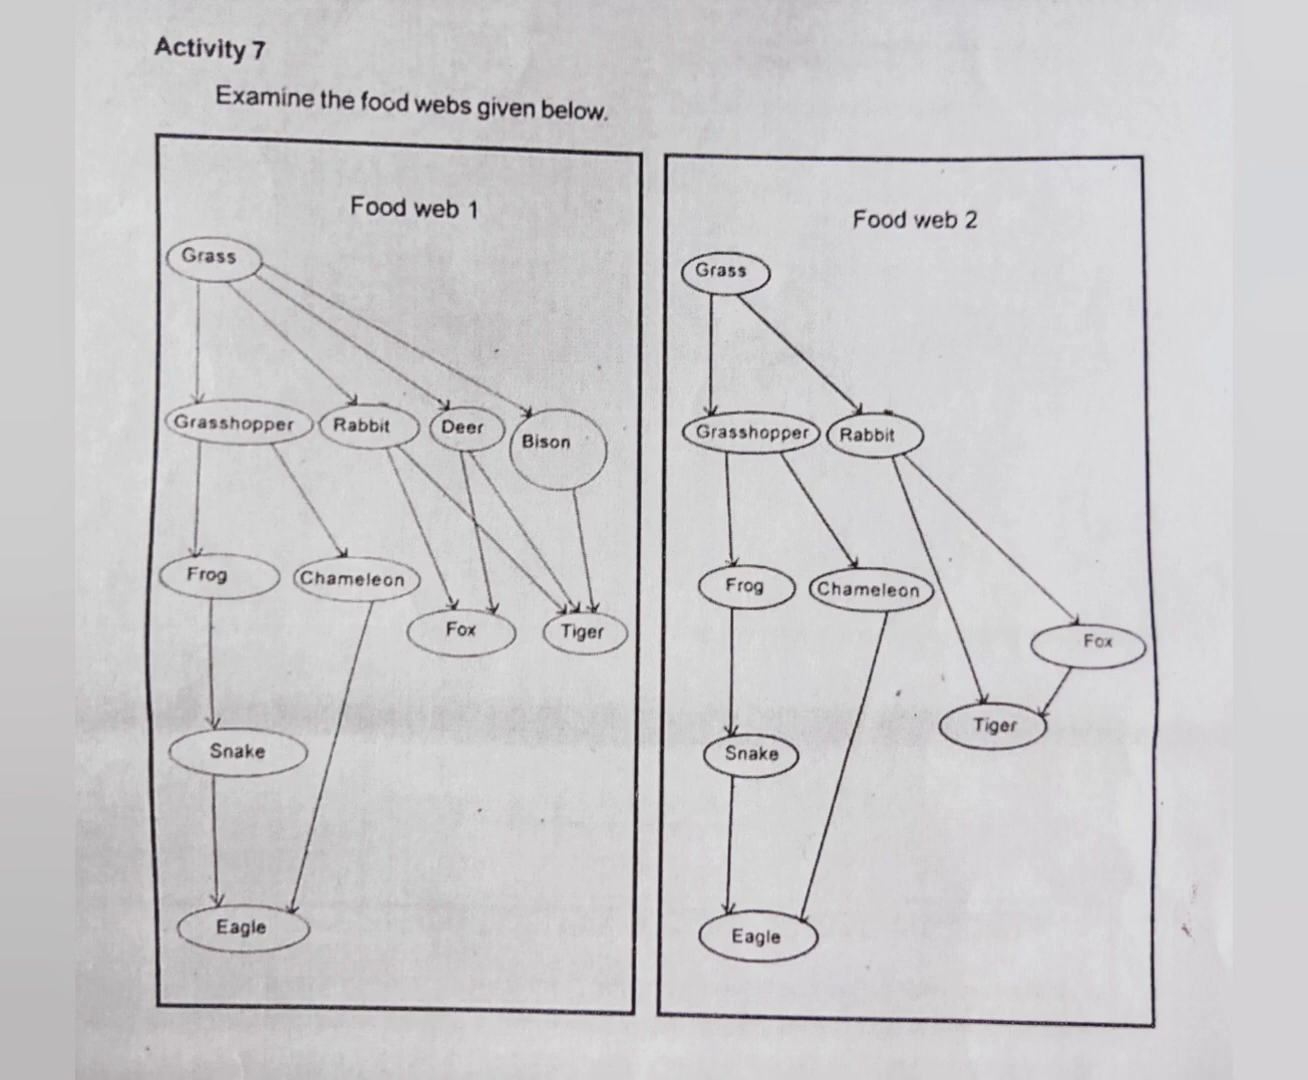 Activity 7
Examine the food webs given below.
Food web 1
Grass
Grasshopper
Rabbit
Deer
Bison
Frog
Chameleon
Fox
Tiger
Snake
Eagle
Food web 2
Grass
Grasshopper
Rabbit
Frog
Chameleon
Fox
Tiger
Snake
Eagle